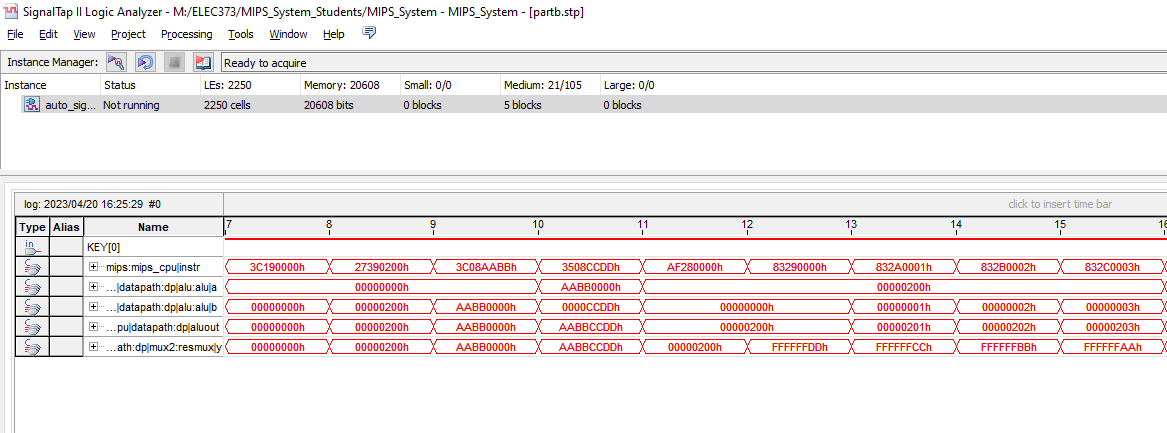 SignalTap II Logic Analyzer - M:/ELEC373/MIPS_System_Students/MIPS_System - MIPS_System - [partb.stp]
File Edit View Project Processing Tools Window Help
Instance Manager: Ready to acquire
Instance Status LEs: 2250 Memory: 20608 Small: 0/0 Medium: 21/105 Large: 0/0
auto_sig... Not running 2250 cells 20608 bits 0 blocks 5 blocks 0 blocks
log: 2023/04/20 16:25:29 #0 click to insert time bar
Type Alias Name 7 8 9 10 11 12 13 14 15 16
in KEY[0]
mips:mips_cpu|instr 3C190000h 27390200h 3C08AABBh 3508CCDDh AF280000h 83290000h 832A0001h 832B0002h 832C0003h
...|datapath:dp|alu:alu|a 00000000h AABB0000h 00000200h
...|datapath:dp|alu:alu|b 00000000h 00000200h AABB0000h 0000CCDDh 00000000h 00000001h 00000002h 00000003h
...pu|datapath:dp|aluout 00000000h 00000200h AABB0000h AABBCCDDh 00000200h 00000201h 00000202h 00000203h
...ath:dp|mux2:resmux|y 00000000h 00000200h AABB0000h AABBCCDDh 00000200h FFFFFFDDh FFFFFFCCh FFFFFFBBh FFFFFFAAh